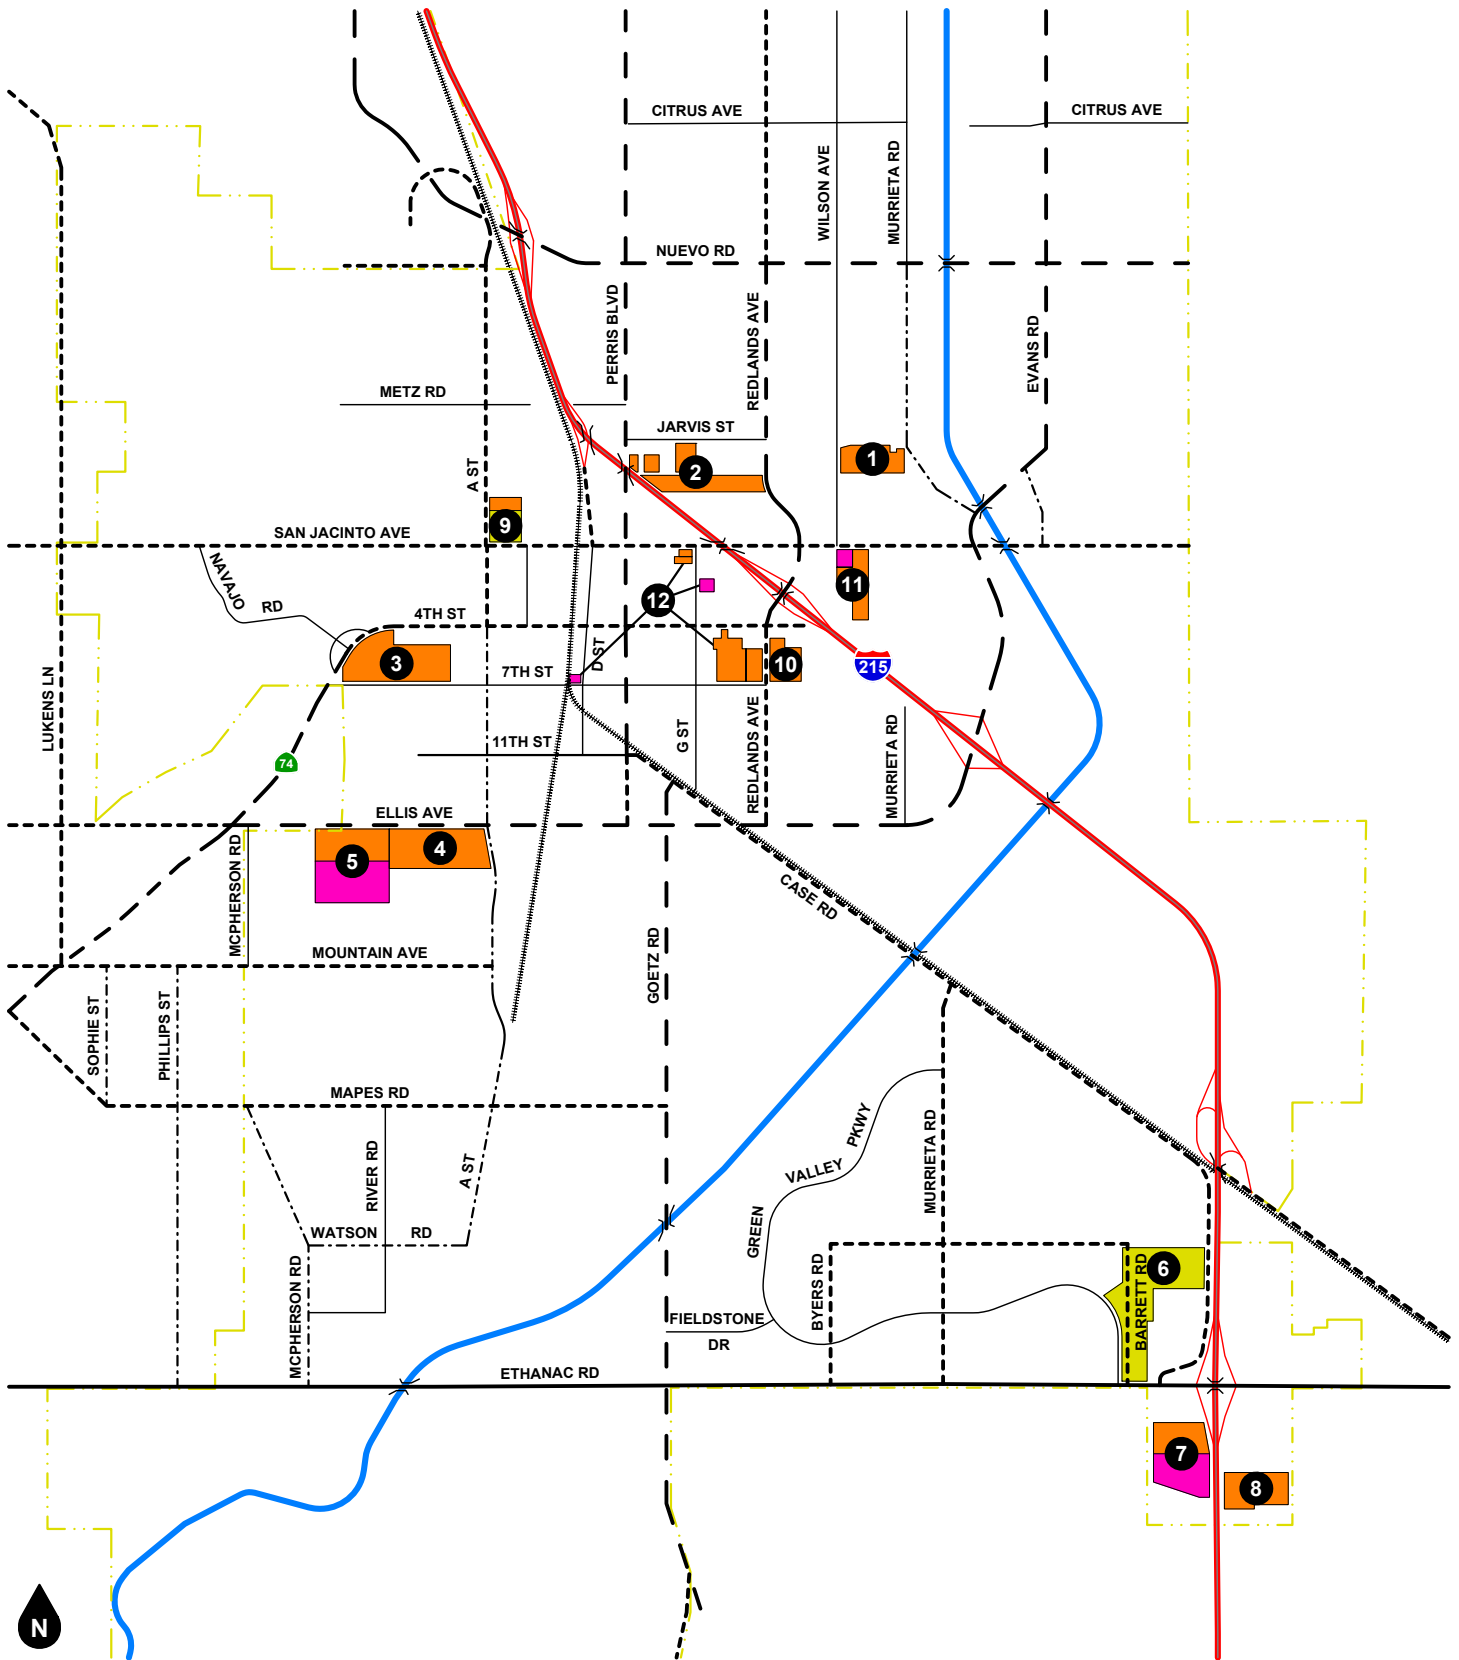 CITRUS AVE
CITRUS AVE
WILSON AVE
MURRIETA RD
NUEVO RD
PERRIS BLVD
REDLANDS AVE
EVANS RD
METZ RD
JARVIS ST
A ST
1
2
9
SAN JACINTO AVE
NAVAJO
RD
11
12
4TH ST
D ST
3
7TH ST
10
215
LUKENS LN
11TH ST
G ST
REDLANDS AVE
MURRIETA RD
74
ELLIS AVE
MCPHERSON RD
5
4
CASE RD
MOUNTAIN AVE
GOETZ RD
SOPHIE ST
PHILLIPS ST
MAPES RD
RIVER RD
A ST
VALLEY
PKWY
MURRIETA RD
GREEN
WATSON
RD
MCPHERSON RD
BYERS RD
BARRETT RD
6
FIELDSTONE
DR
ETHANAC RD
7
8
N